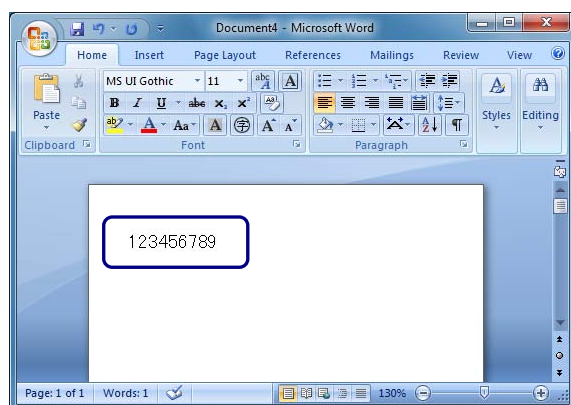 Document4 - Microsoft Word
Home Insert Page Layout References Mailings Review View
Paste
MS UI Gothic 11
B I U abe X₂ X²
Aa A A A
Styles Editing
Clipboard Font Paragraph
123456789
Page: 1 of 1 Words: 1 130%